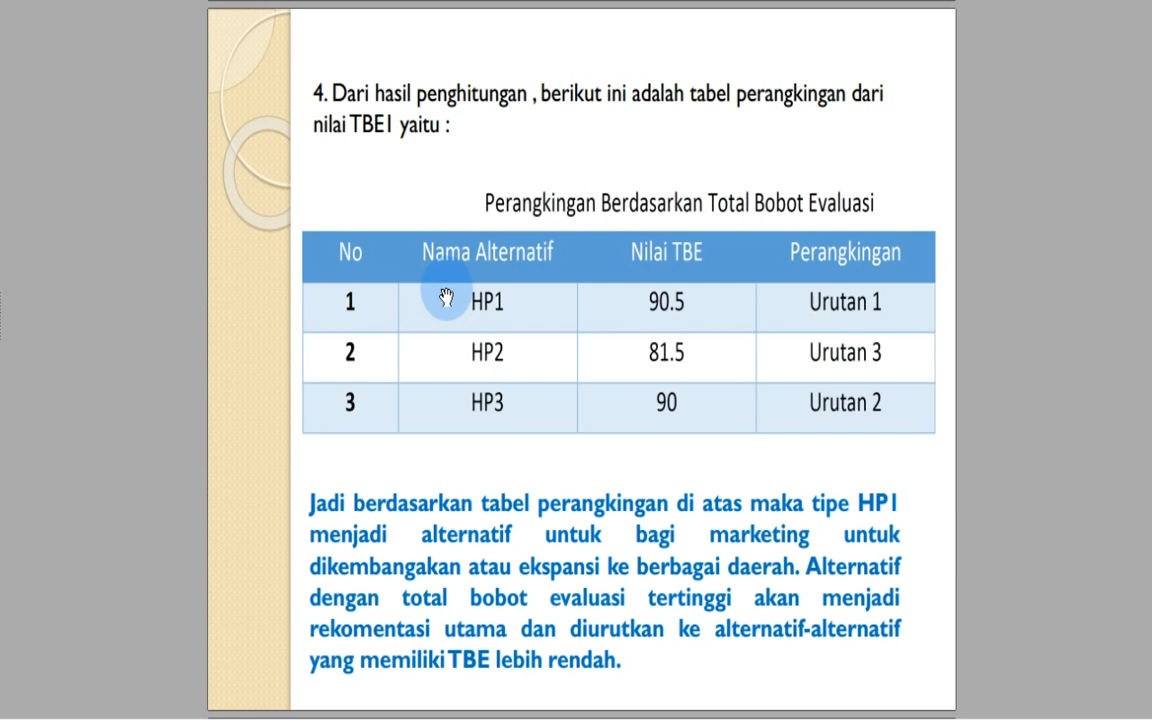 4. Dari hasil penghitungan , berikut ini adalah tabel perangkingan dari
nilai TBE1 yaitu :
Perangkingan Berdasarkan Total Bobot Evaluasi
No Nama Alternatif Nilai TBE Perangkingan
1 HP1 90.5 Urutan 1
2 HP2 81.5 Urutan 3
3 HP3 90 Urutan 2
Jadi berdasarkan tabel perangkingan di atas maka tipe HP1
menjadi alternatif untuk bagi marketing untuk
dikembangakan atau ekspansi ke berbagai daerah. Alternatif
dengan total bobot evaluasi tertinggi akan menjadi
rekomentasi utama dan diurutkan ke alternatif-alternatif
yang memiliki TBE lebih rendah.